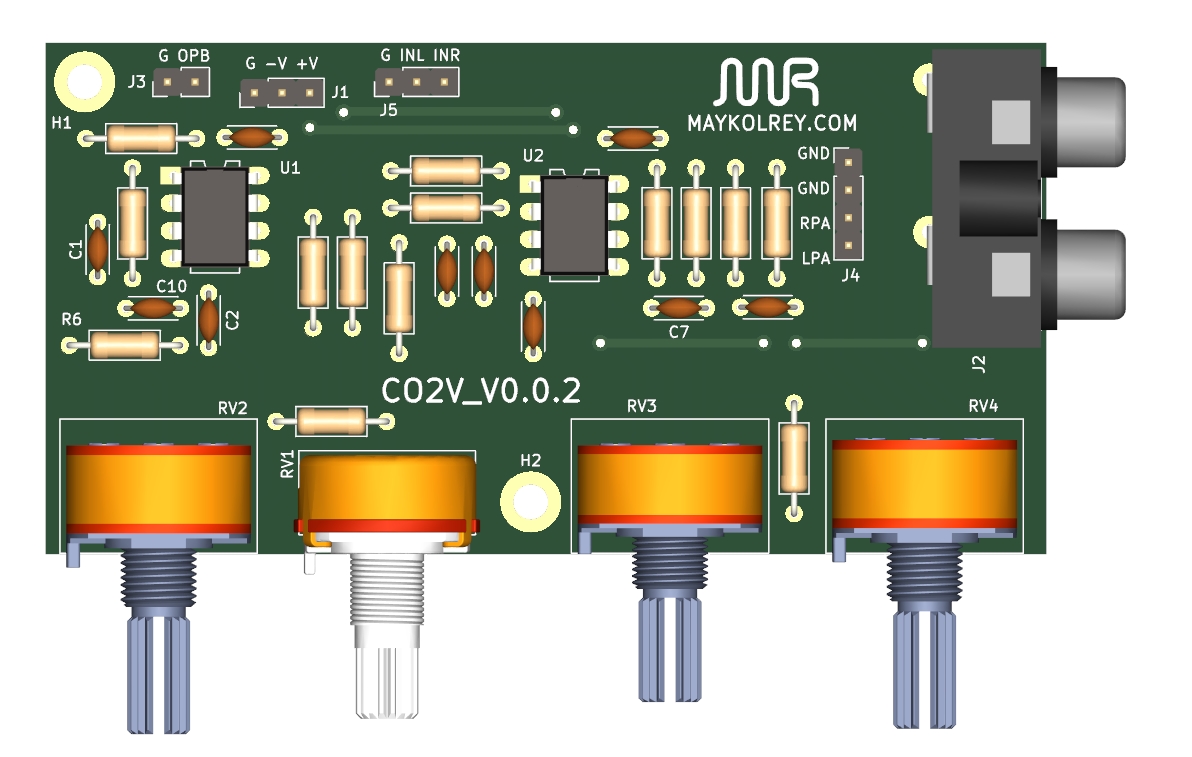 G OPB
J3
G -V +V
J1
G INL INR
J5
H1
MR
MAYKOLREY.COM
U1
U2
GND
GND
RPA
LPA
J4
C1
C10
C2
R6
C7
J2
CO2V_V0.0.2
RV2
RV1
H2
RV3
RV4